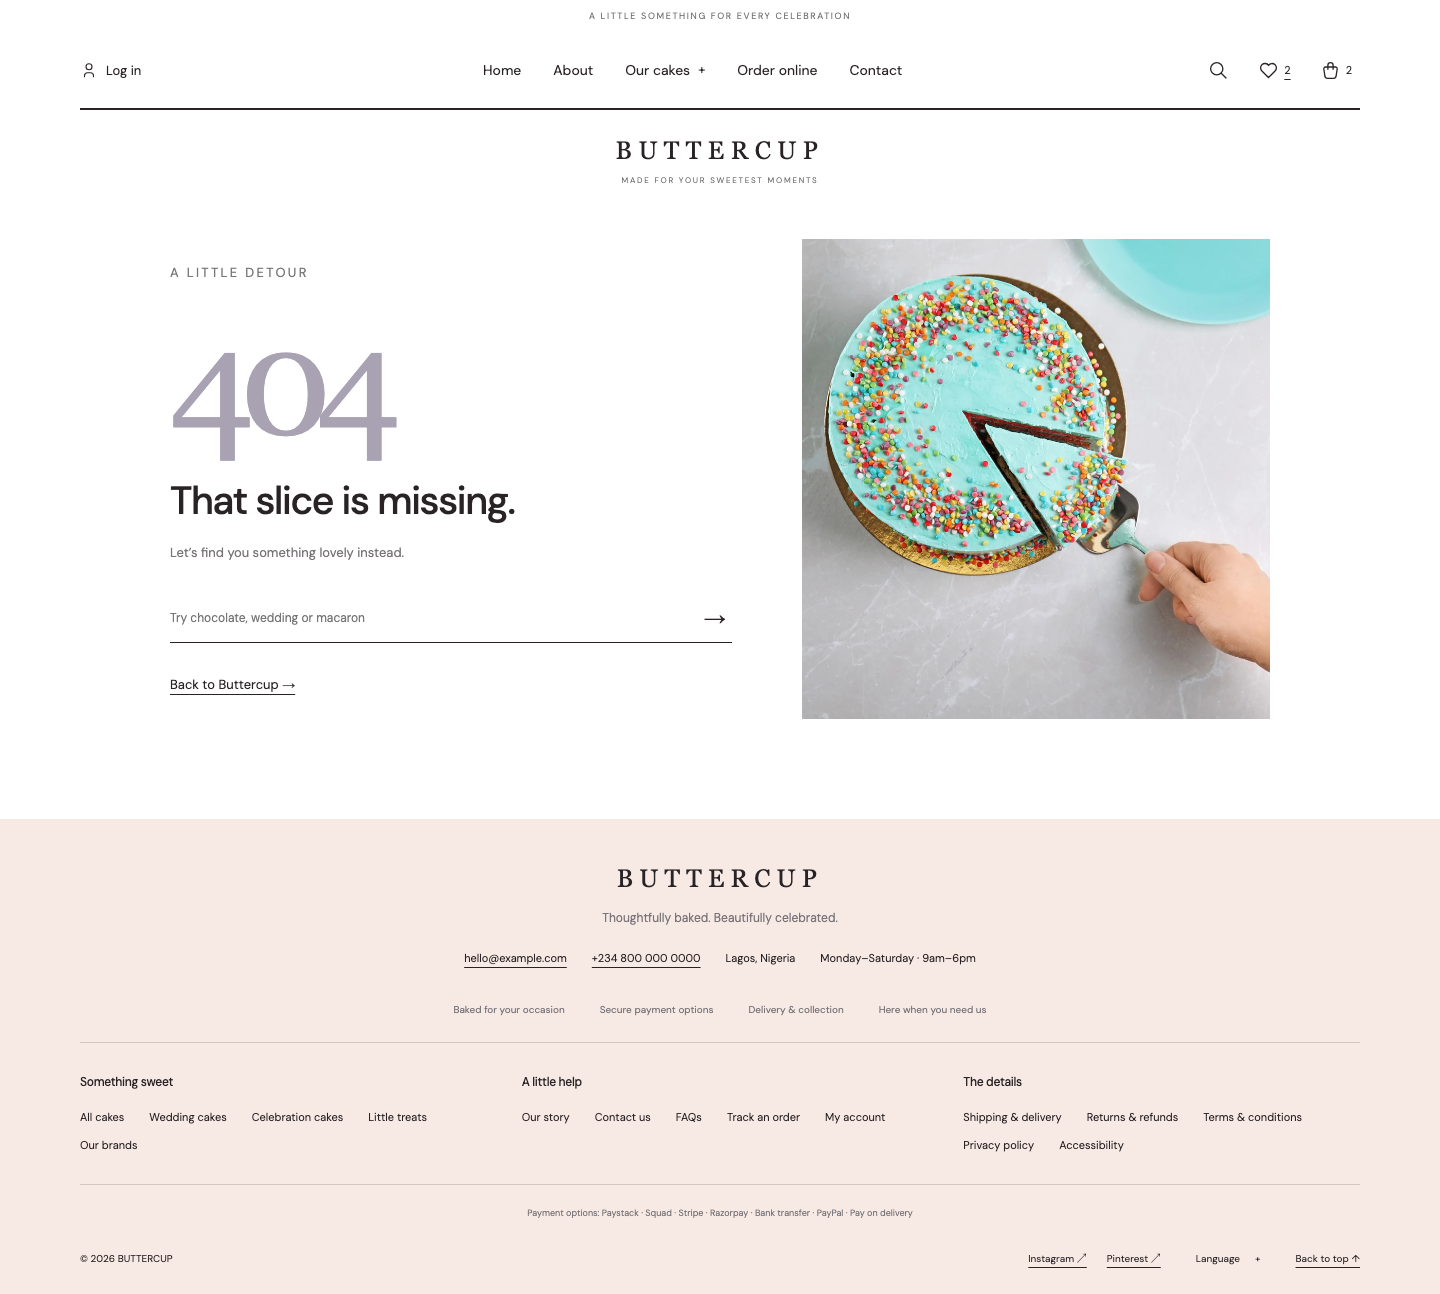 A LITTLE SOMETHING FOR EVERY CELEBRATION
Log in
Home About Our cakes + Order online Contact
2 2
BUTTERCUP
MADE FOR YOUR SWEETEST MOMENTS
A LITTLE DETOUR
404
That slice is missing.
Let’s find you something lovely instead.
Try chocolate, wedding or macaron →
Back to Buttercup →
BUTTERCUP
Thoughtfully baked. Beautifully celebrated.
hello@example.com +234 800 000 0000 Lagos, Nigeria Monday–Saturday · 9am–6pm
Baked for your occasion Secure payment options Delivery & collection Here when you need us
Something sweet
All cakes Wedding cakes Celebration cakes Little treats
Our brands
A little help
Our story Contact us FAQs Track an order My account
The details
Shipping & delivery Returns & refunds Terms & conditions
Privacy policy Accessibility
Payment options: Paystack · Squad · Stripe · Razorpay · Bank transfer · PayPal · Pay on delivery
© 2026 BUTTERCUP
Instagram ↗ Pinterest ↗ Language + Back to top ↑